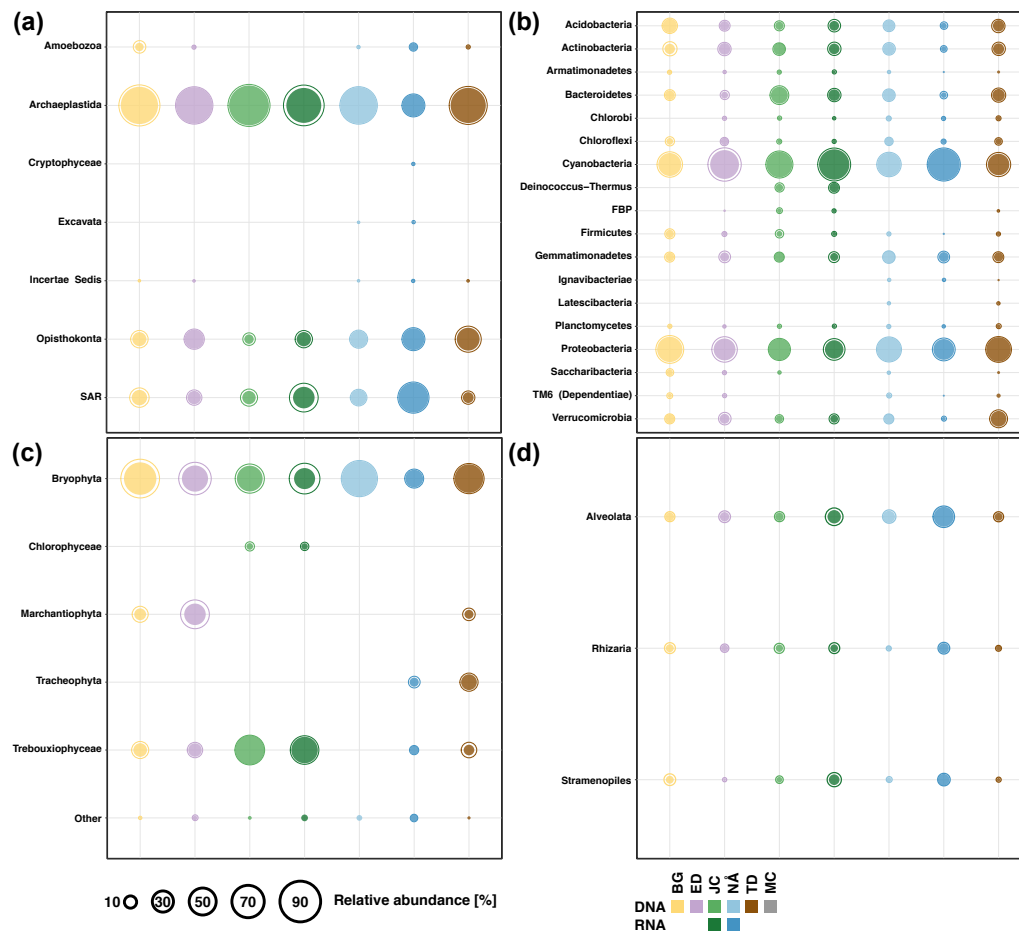 (a)
Amoebozoa
Archaeplastida
Cryptophyceae
Excavata
Incertae Sedis
Opisthokonta
SAR
(b)
Acidobacteria
Actinobacteria
Armatimonadetes
Bacteroidetes
Chlorobi
Chloroflexi
Cyanobacteria
Deinococcus−Thermus
FBP
Firmicutes
Gemmatimonadetes
Ignavibacteriae
Latescibacteria
Planctomycetes
Proteobacteria
Saccharibacteria
TM6 (Dependentiae)
Verrucomicrobia
(c)
Bryophyta
Chlorophyceae
Marchantiophyta
Tracheophyta
Trebouxiophyceae
Other
(d)
Alveolata
Rhizaria
Stramenopiles
10 30 50 70 90 Relative abundance [%]
BG ED JC NÅ TD MC
DNA
RNA